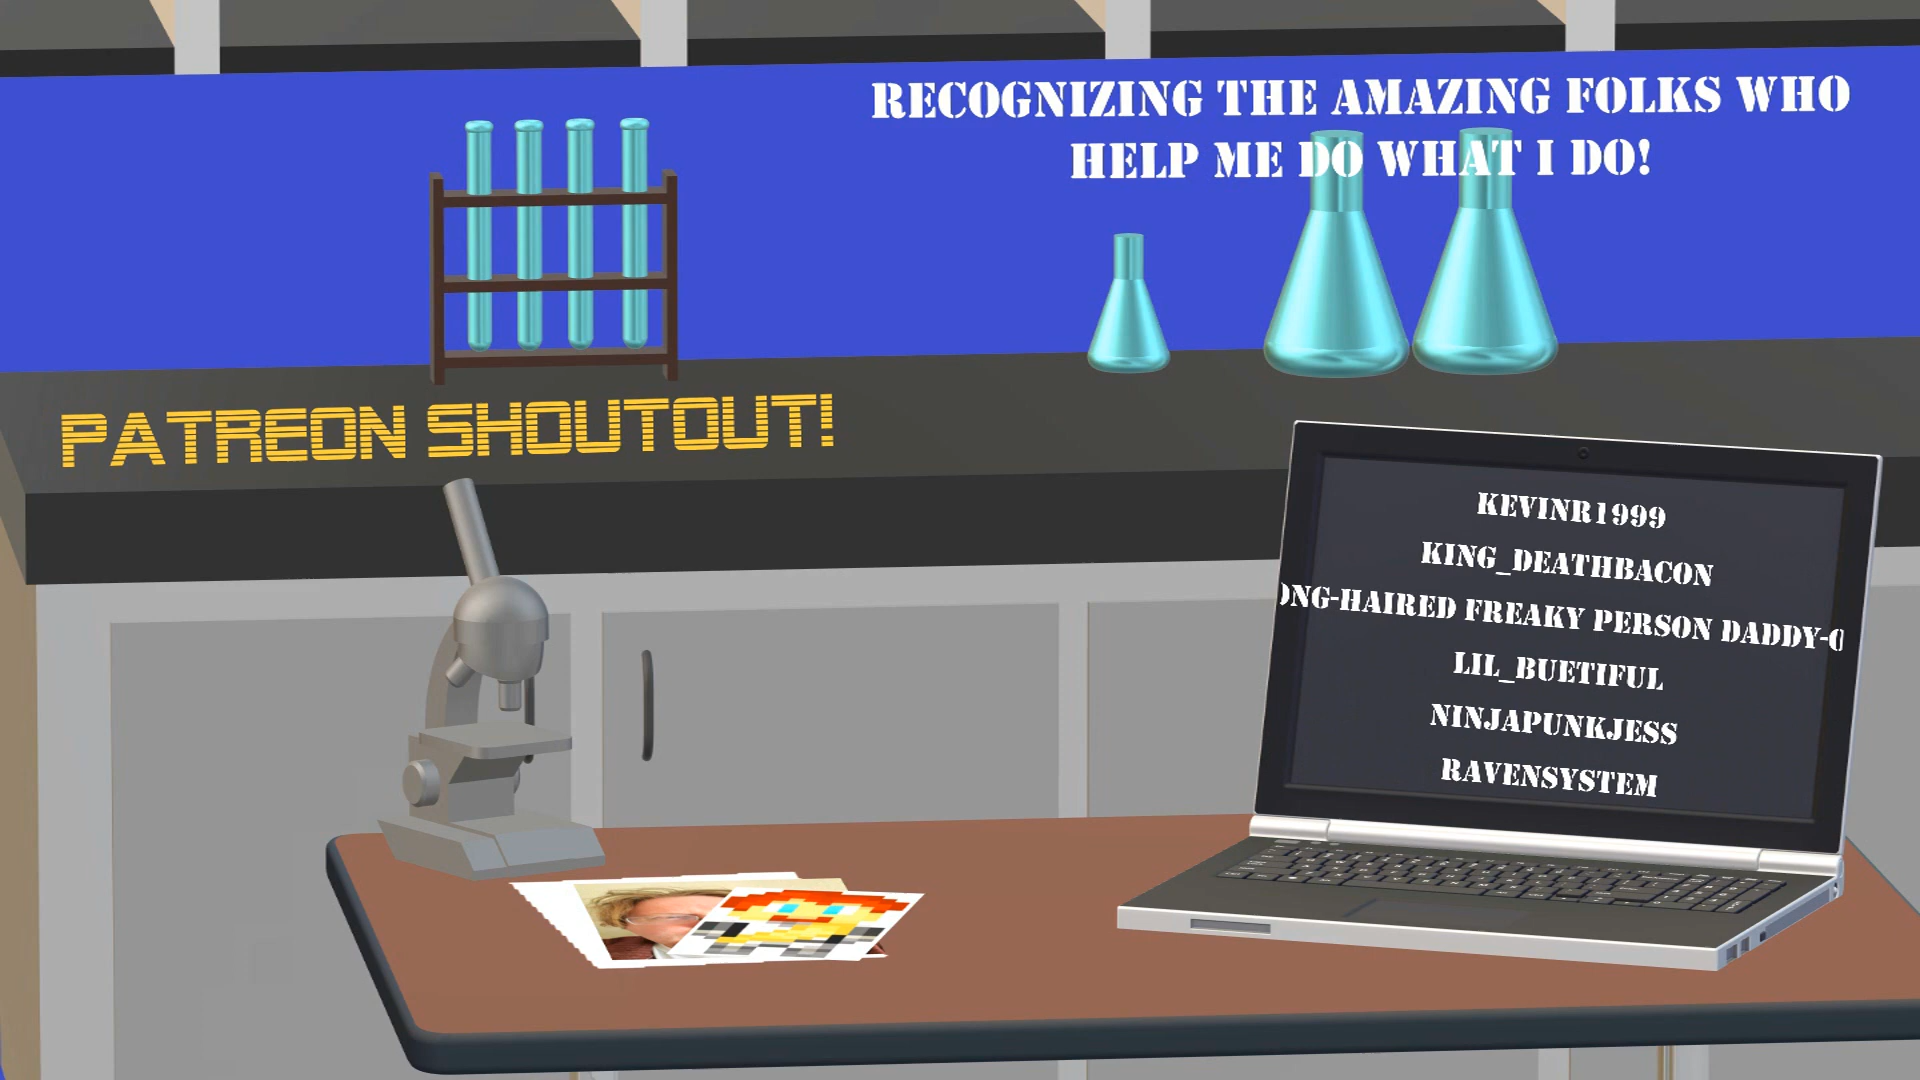 RECOGNIZING THE AMAZING FOLKS WHO
HELP ME DO WHAT I DO!
PATREON SHOUTOUT!
KEVINR1999
KING_DEATHBACON
ONG-HAIRED FREAKY PERSON DADDY-O
LIL_BUETIFUL
NINJAPUNKJESS
RAVENSYSTEM